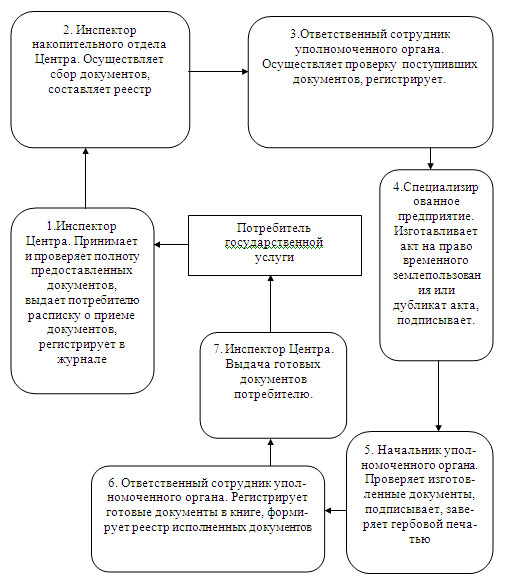 2. Инспектор
накопительного отдела
Центра. Осуществляет
сбор документов,
составляет реестр
3.Ответственный сотрудник
уполномоченного органа.
Осуществляет проверку поступивших
документов, регистрирует.
4.Специализир
ованное
предприятие.
Изготавливает
акт на право
временного
землепользован
ия или
дубликат акта,
подписывает.
1.Инспектор
Центра. Принимает
и проверяет полноту
предоставленных
документов,
выдает потребителю
расписку о приеме
документов,
регистрирует в
журнале
Потребитель
государственной
услуги
7. Инспектор Центра.
Выдача готовых
документов
потребителю.
5. Начальник упол-
номоченного органа.
Проверяет изготов-
ленные документы,
подписывает, заве-
ряет гербовой печа-
тью
6. Ответственный сотрудник упол-
номоченного органа. Регистрирует
готовые документы в книге, форми-
рует реестр исполненных документов